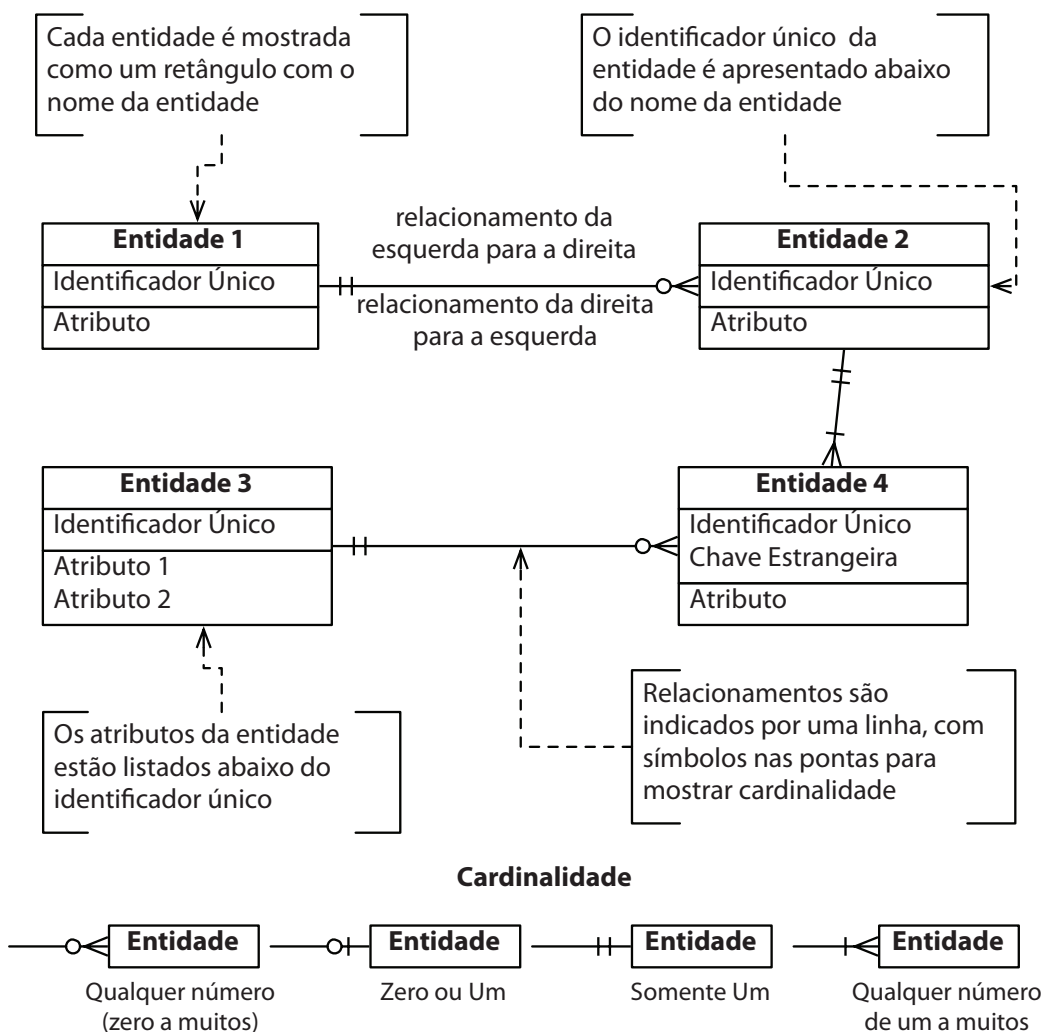 Cada entidade é mostrada
como um retângulo com o
nome da entidade
O identificador único da
entidade é apresentado abaixo
do nome da entidade
Entidade 1
Identificador Único
Atributo
relacionamento da
esquerda para a direita
relacionamento da direita
para a esquerda
Entidade 2
Identificador Único
Atributo
Entidade 3
Identificador Único
Atributo 1
Atributo 2
Entidade 4
Identificador Único
Chave Estrangeira
Atributo
Os atributos da entidade
estão listados abaixo do
identificador único
Relacionamentos são
indicados por uma linha, com
símbolos nas pontas para
mostrar cardinalidade
Cardinalidade
Entidade
Qualquer número
(zero a muitos)
Entidade
Zero ou Um
Entidade
Somente Um
Entidade
Qualquer número
de um a muitos